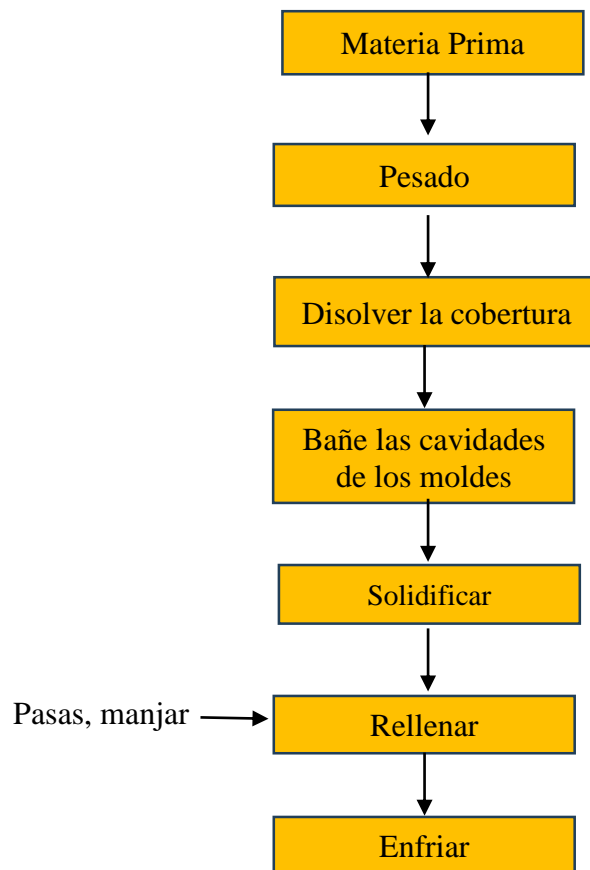 Materia Prima
Pesado
Disolver la cobertura
Bañe las cavidades
de los moldes
Solidificar
Pasas, manjar
Rellenar
Enfriar